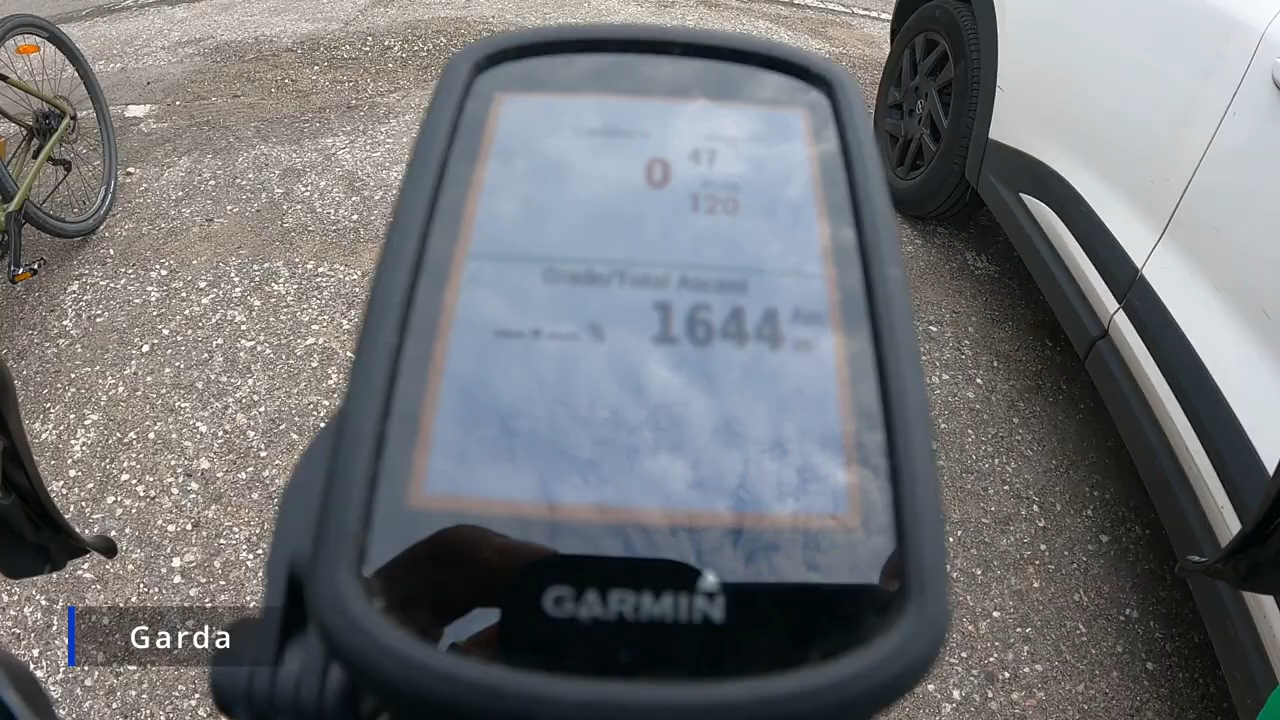 0
47
120
Grade/Total Ascent
--.-- %
1644
GARMIN
Garda